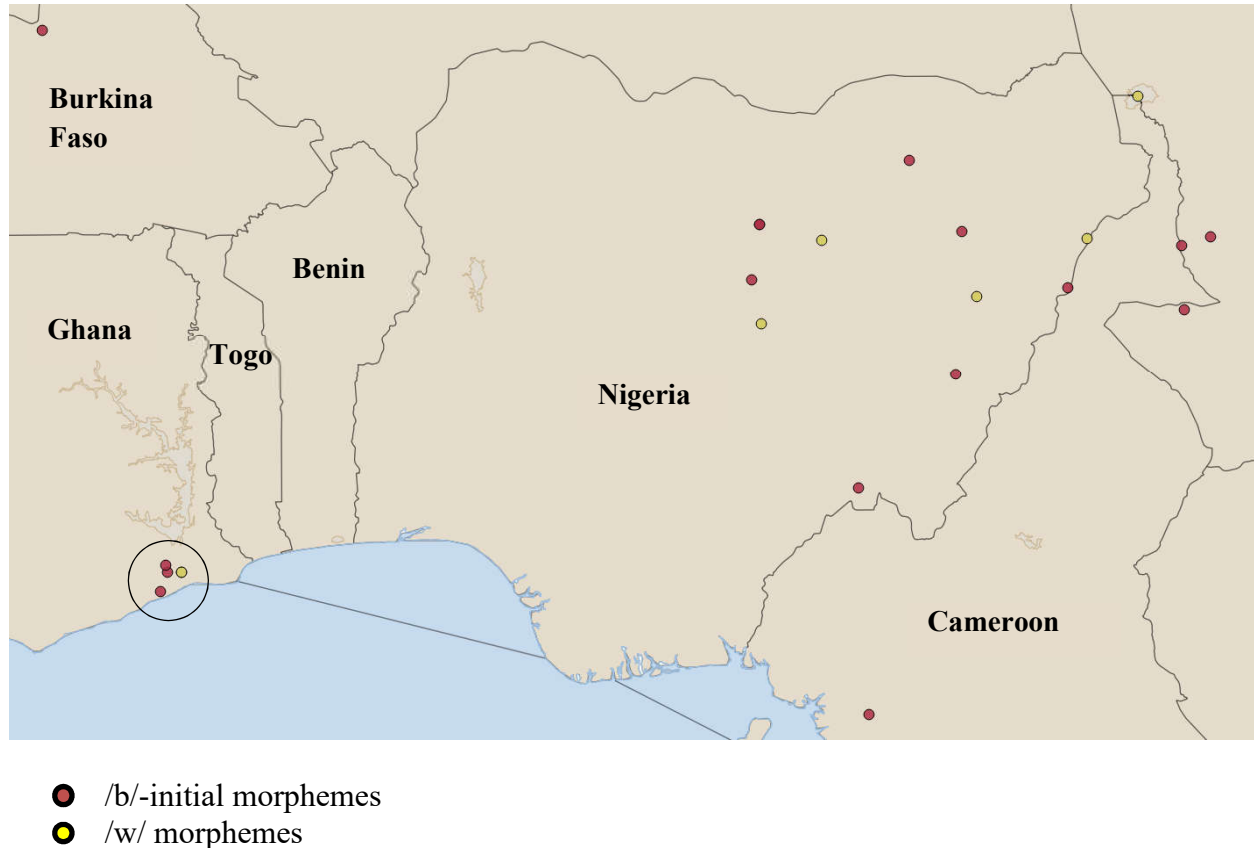 Burkina
Faso
Benin
Ghana
Togo
Nigeria
Cameroon
/b/-initial morphemes
/w/ morphemes